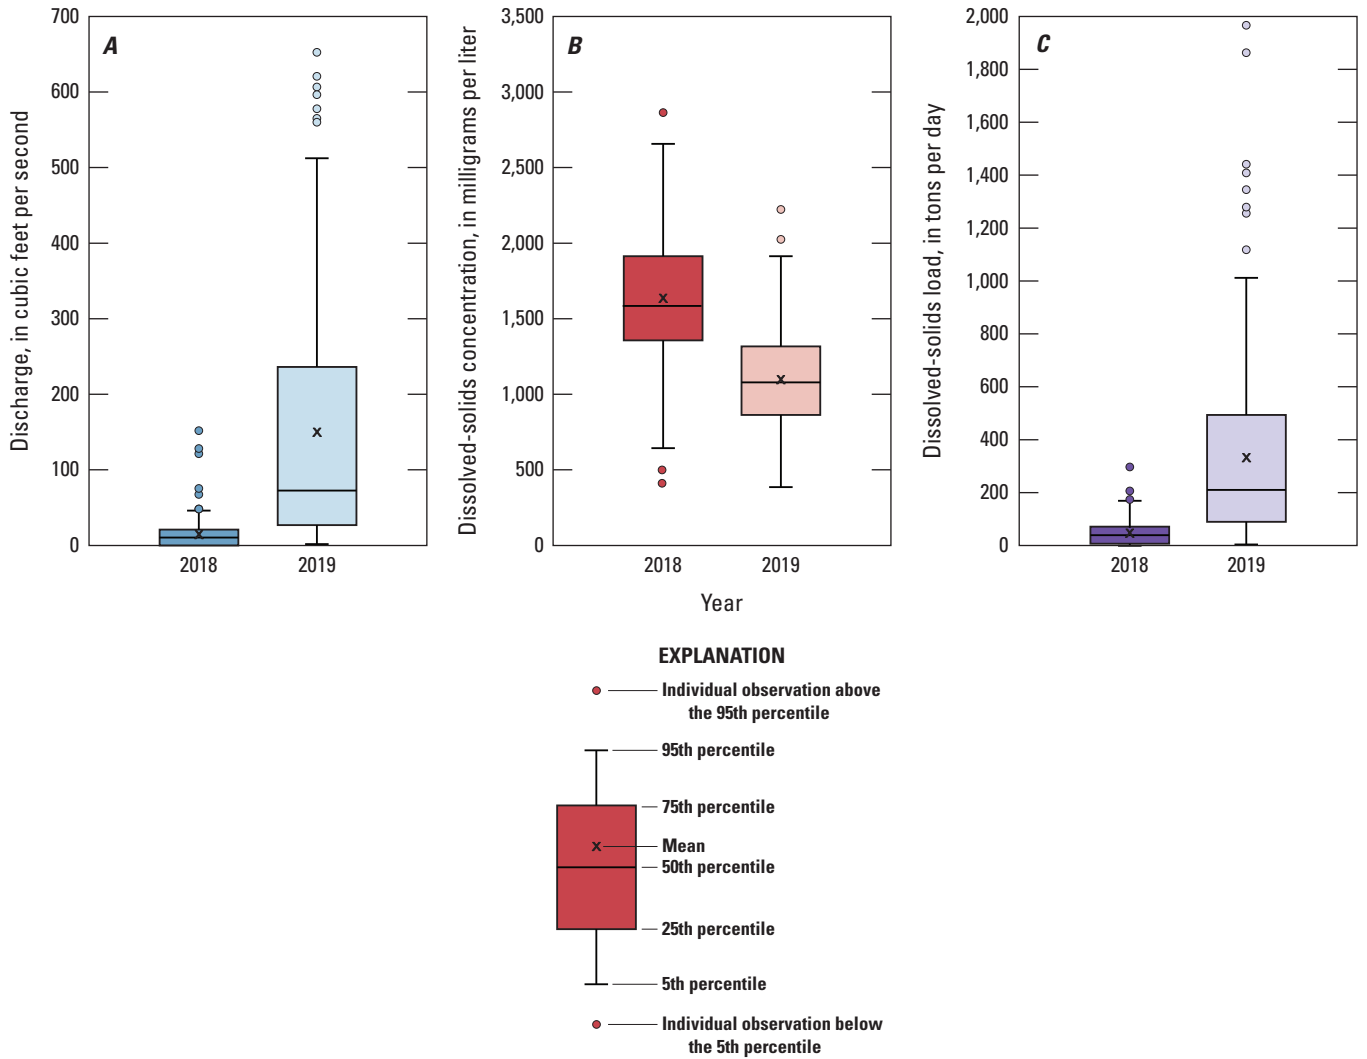 A
Discharge, in cubic feet per second
700
600
500
400
300
200
100
0
2018
2019
B
Dissolved-solids concentration, in milligrams per liter
3,500
3,000
2,500
2,000
1,500
1,000
500
0
2018
2019
C
Dissolved-solids load, in tons per day
2,000
1,800
1,600
1,400
1,200
1,000
800
600
400
200
0
2018
2019
Year
EXPLANATION
Individual observation above
the 95th percentile
95th percentile
75th percentile
Mean
50th percentile
25th percentile
5th percentile
Individual observation below
the 5th percentile